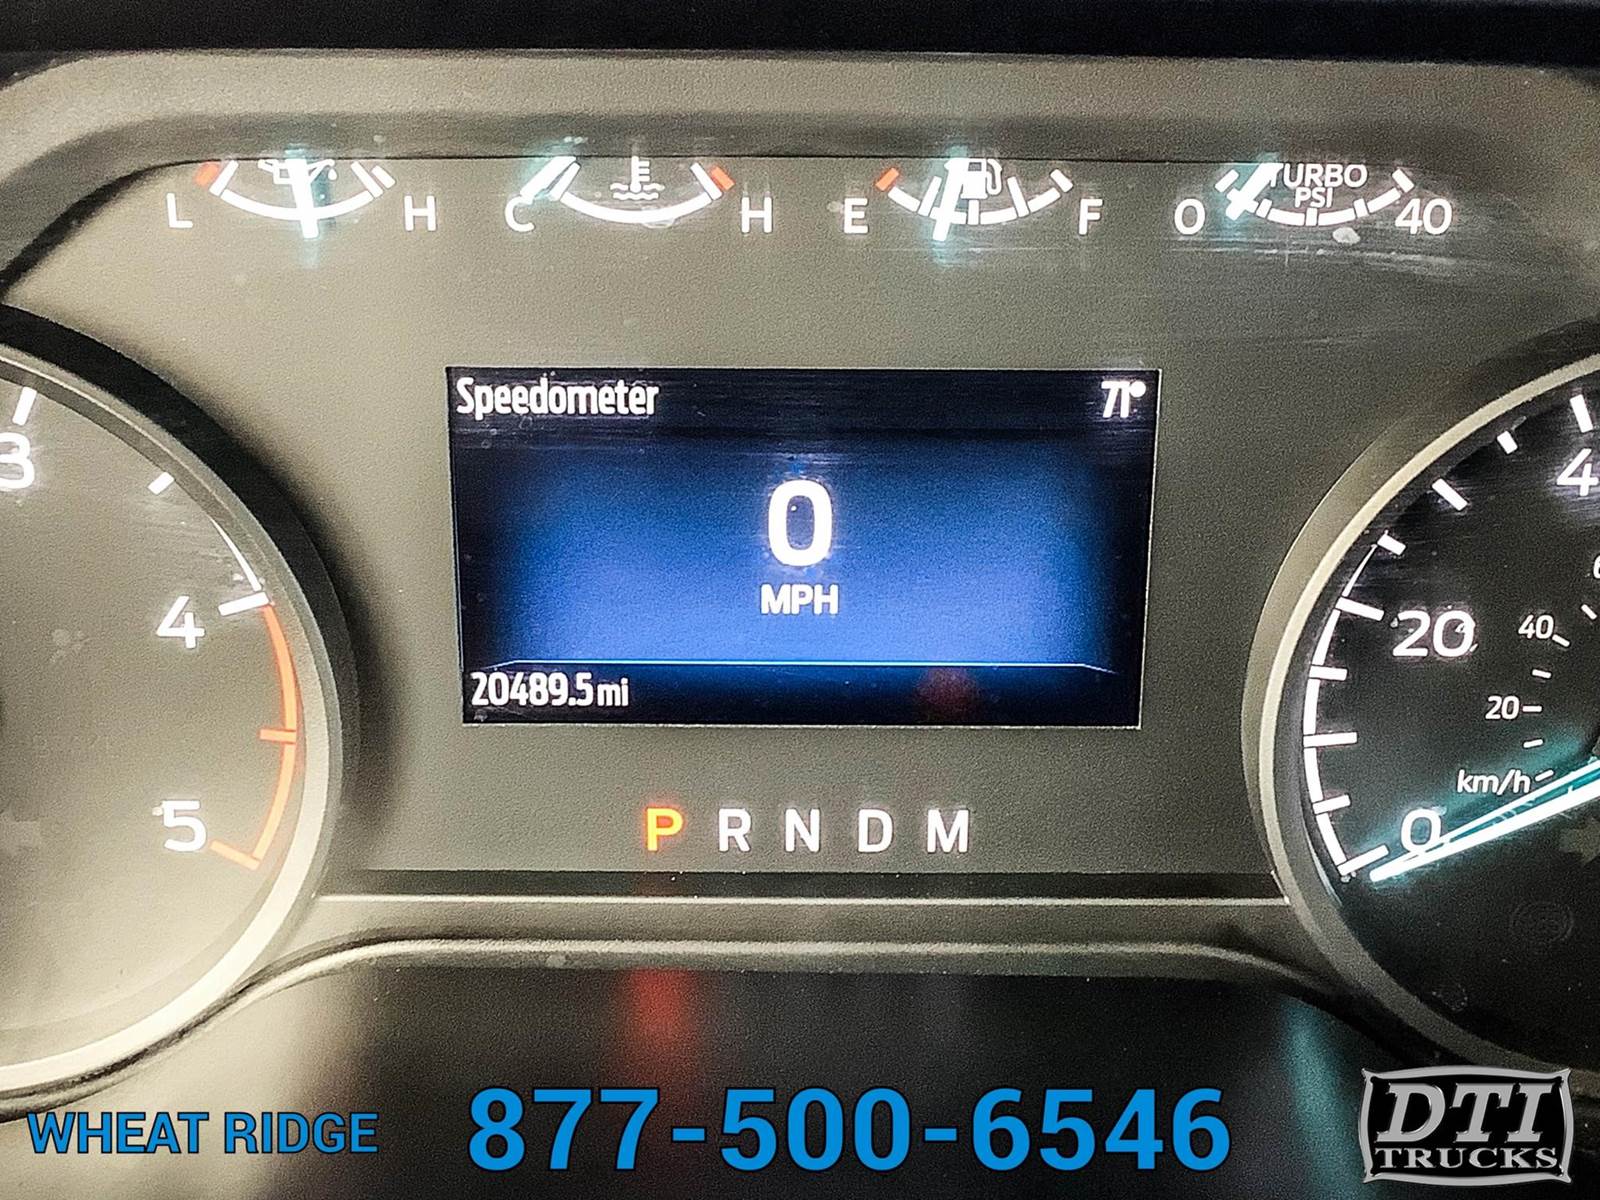 L H C H E F 0 TURBO PSI 40
Speedometer 71°
0
MPH
20489.5 mi
3
4
5
P R N D M
4
20
40
20
km/h
0
WHEAT RIDGE 877-500-6546 DTI
TRUCKS